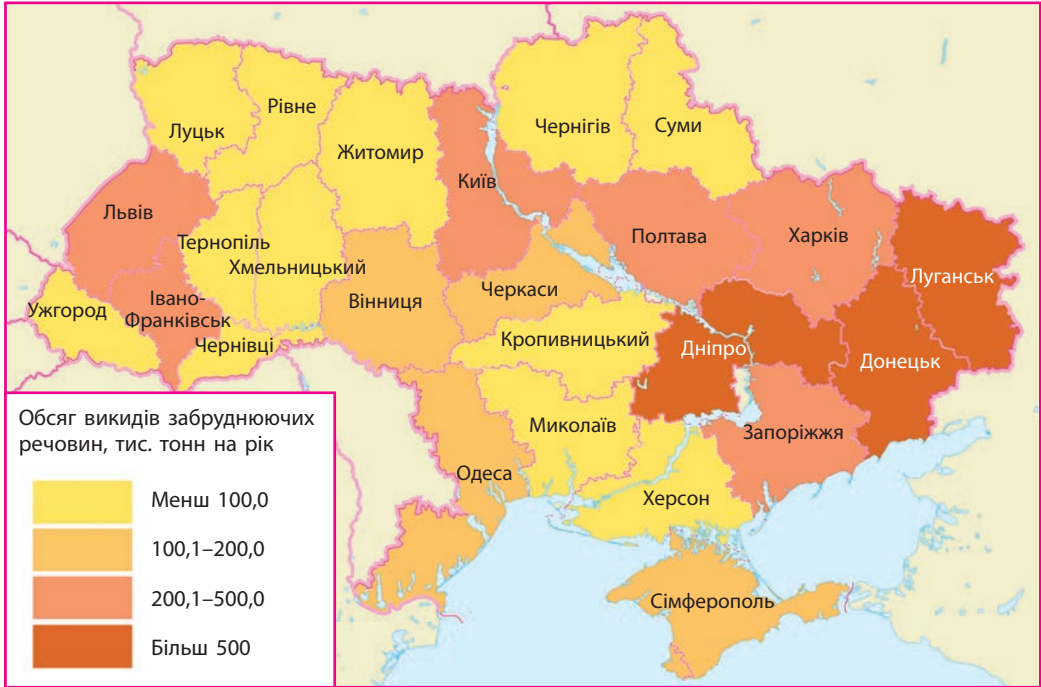 Рівне
Луцьк
Житомир
Чернігів
Суми
Київ
Львів
Тернопіль
Хмельницький
Полтава
Харків
Луганськ
Ужгород
Івано-
Франківськ
Чернівці
Вінниця
Черкаси
Кропивницький
Дніпро
Донецьк
Миколаїв
Запоріжжя
Одеса
Херсон
Сімферополь
Обсяг викидів забруднюючих
речовин, тис. тонн на рік
Менш 100,0
100,1–200,0
200,1–500,0
Більш 500